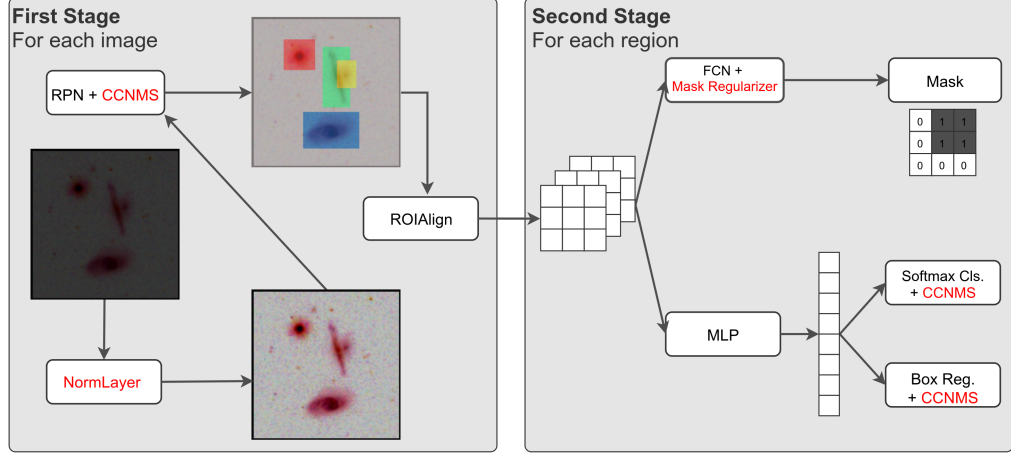 First Stage
For each image
RPN + CCNMS
NormLayer
ROIAlign
Second Stage
For each region
FCN +
Mask Regularizer
Mask
0 1 1
0 1 1
0 0 0
MLP
Softmax Cls.
+ CCNMS
Box Reg.
+ CCNMS